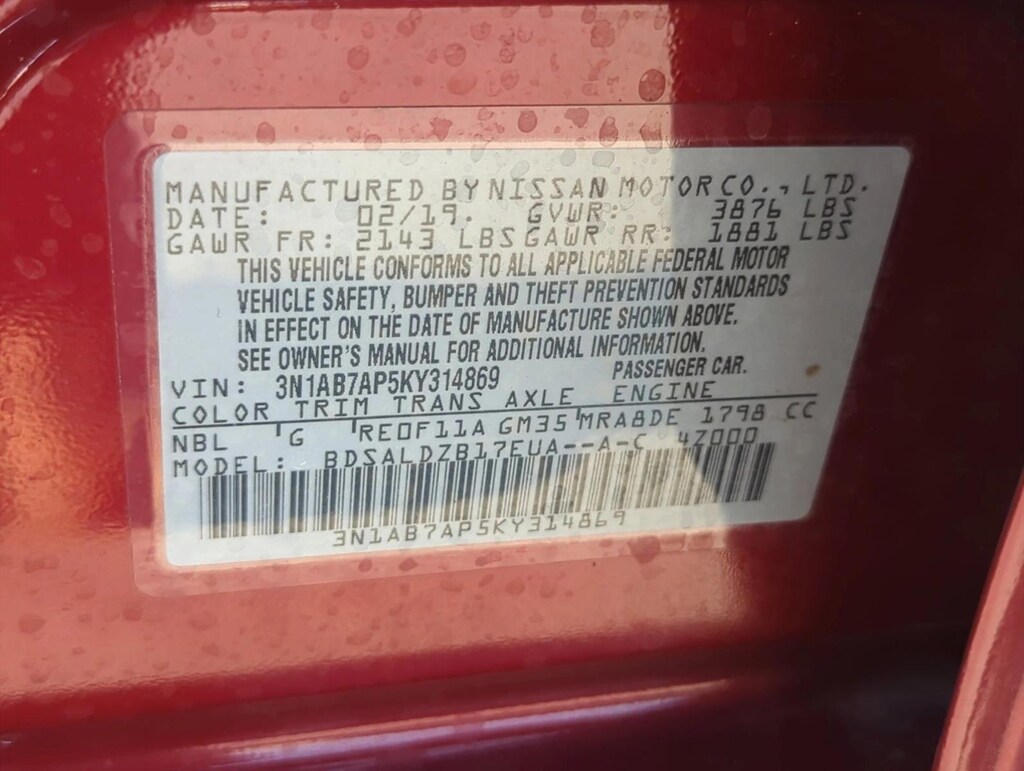 MANUFACTURED BY NISSAN MOTOR CO., LTD.
DATE: 02/19. GVWR: 3876 LBS
GAWR FR: 2143 LBS GAWR RR: 1881 LBS
THIS VEHICLE CONFORMS TO ALL APPLICABLE FEDERAL MOTOR
VEHICLE SAFETY, BUMPER AND THEFT PREVENTION STANDARDS
IN EFFECT ON THE DATE OF MANUFACTURE SHOWN ABOVE.
SEE OWNER'S MANUAL FOR ADDITIONAL INFORMATION.
PASSENGER CAR.
VIN: 3N1AB7AP5KY314869
COLOR TRIM TRANS AXLE ENGINE
NBL 'G 'RE0F11A GM35 'MRA8DE 1798 CC
MODEL: BDSALDZB17EUA--A-C 47000
3N1AB7AP5KY314869